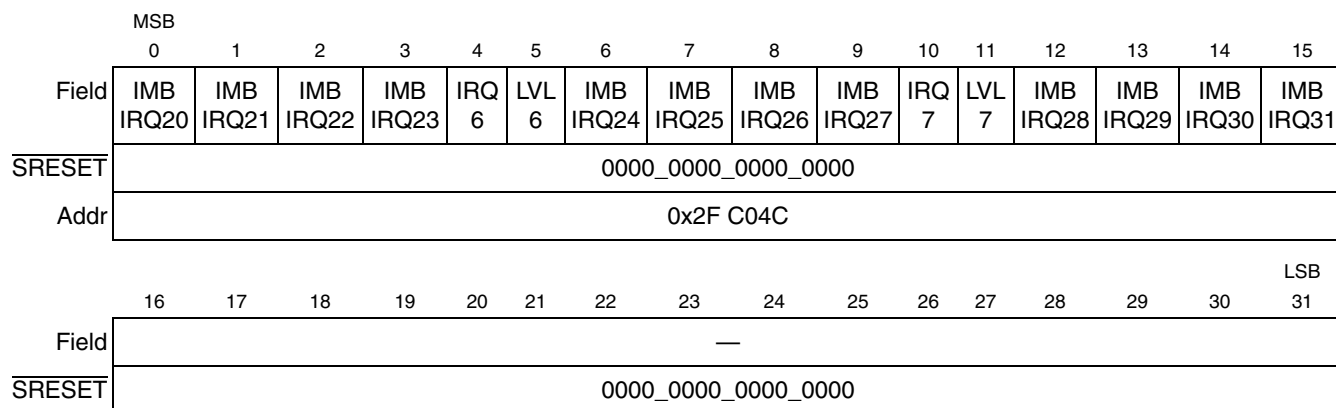 MSB
0 1 2 3 4 5 6 7 8 9 10 11 12 13 14 15
Field IMB IMB IMB IMB IRQ LVL IMB IMB IMB IMB IRQ LVL IMB IMB IMB IMB
IRQ20 IRQ21 IRQ22 IRQ23 6 6 IRQ24 IRQ25 IRQ26 IRQ27 7 7 IRQ28 IRQ29 IRQ30 IRQ31
SRESET 0000_0000_0000_0000
Addr 0x2F C04C
LSB
16 17 18 19 20 21 22 23 24 25 26 27 28 29 30 31
Field —
SRESET 0000_0000_0000_0000